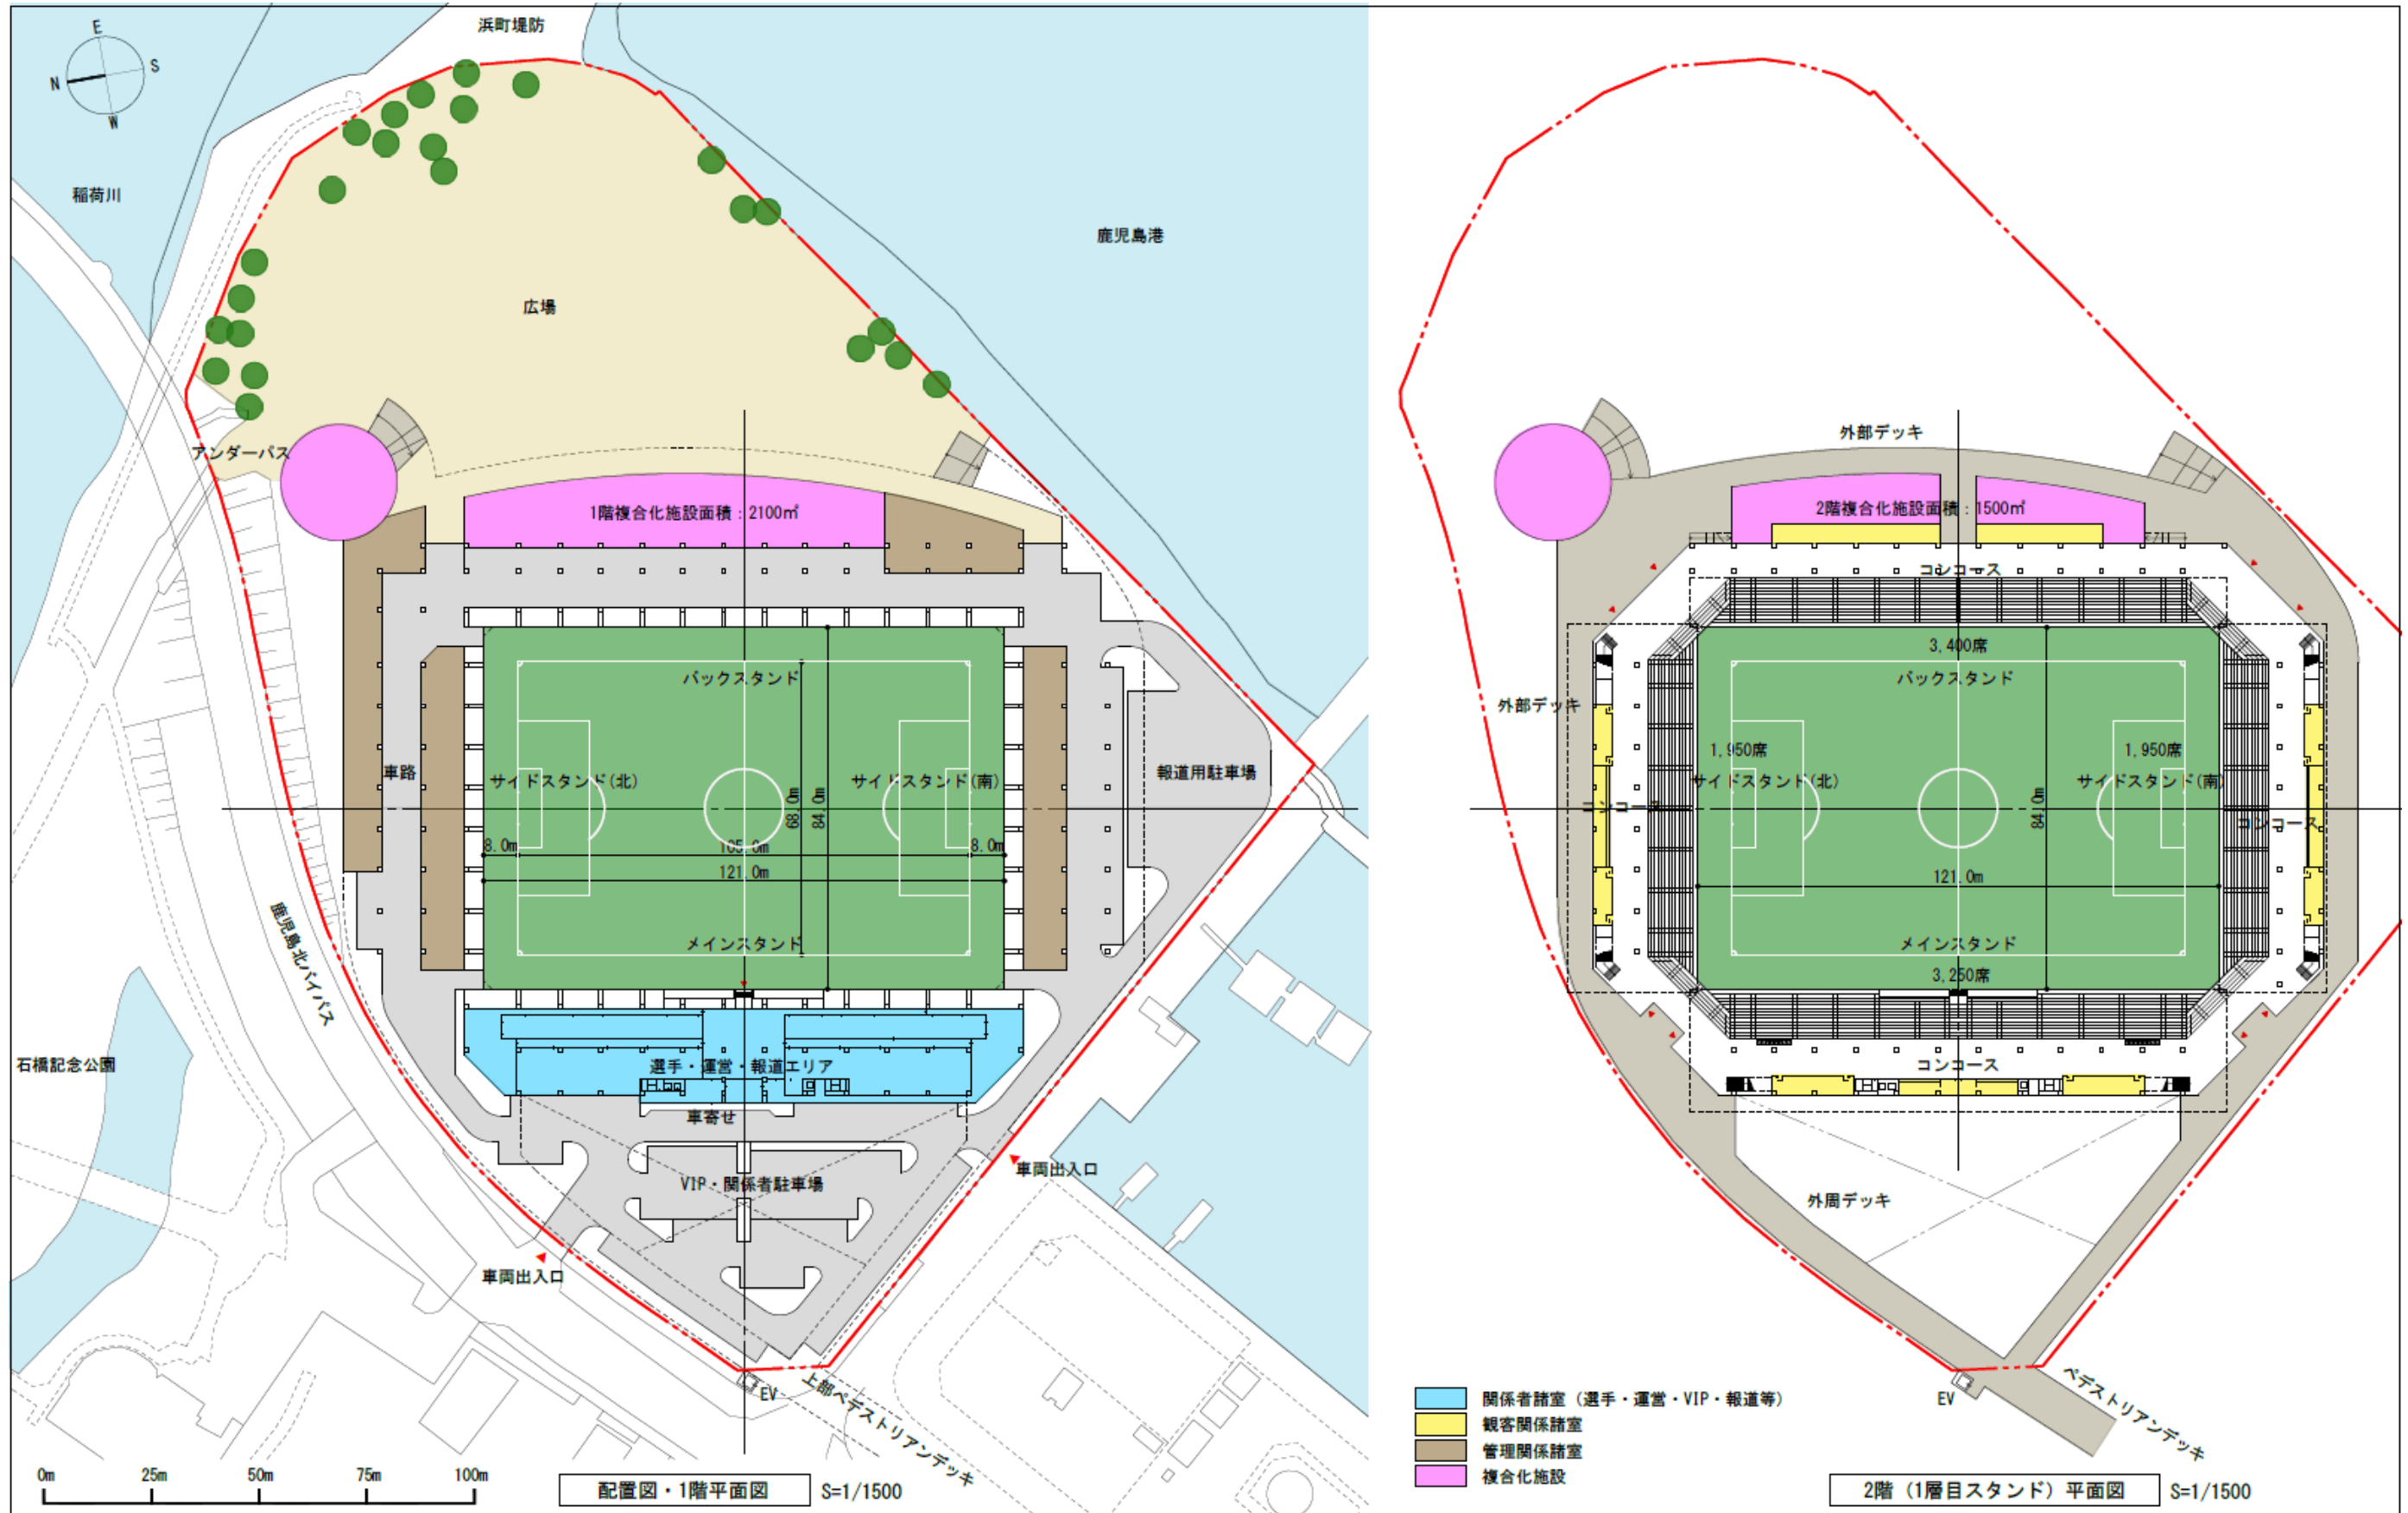 浜町堤防
E
N
S
W
稲荷川
鹿児島港
広場
アンダーパス
1階複合化施設面積：2100㎡
バックスタンド
車路
サイドスタンド(北)
サイドスタンド(南)
報道用駐車場
68.0m
84.0m
8.0m
105.0m
8.0m
121.0m
メインスタンド
鹿児島北バイパス
石橋記念公園
選手・運営・報道エリア
車寄せ
車両出入口
VIP・関係者駐車場
車両出入口
EV
上部ペデストリアンデッキ
0m
25m
50m
75m
100m
配置図・1階平面図
S=1/1500
外部デッキ
2階複合化施設面積：1500㎡
コンコース
3,400席
バックスタンド
外部デッキ
1,950席
1,950席
サイドスタンド(北)
サイドスタンド(南)
コンコース
84.0m
コンコース
121.0m
メインスタンド
3,250席
コンコース
外周デッキ
EV
ペデストリアンデッキ
関係者諸室（選手・運営・VIP・報道等）
観客関係諸室
管理関係諸室
複合化施設
2階（1層目スタンド）平面図
S=1/1500